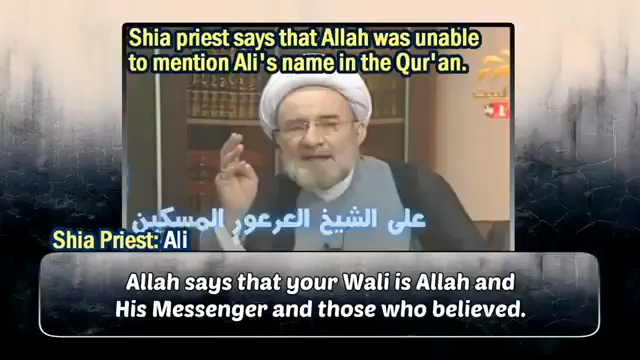 Shia priest says that Allah was unable
to mention Ali's name in the Qur'an.
على الشيخ العرعور المسكين
Shia Priest: Ali
Allah says that your Wali is Allah and
His Messenger and those who believed.